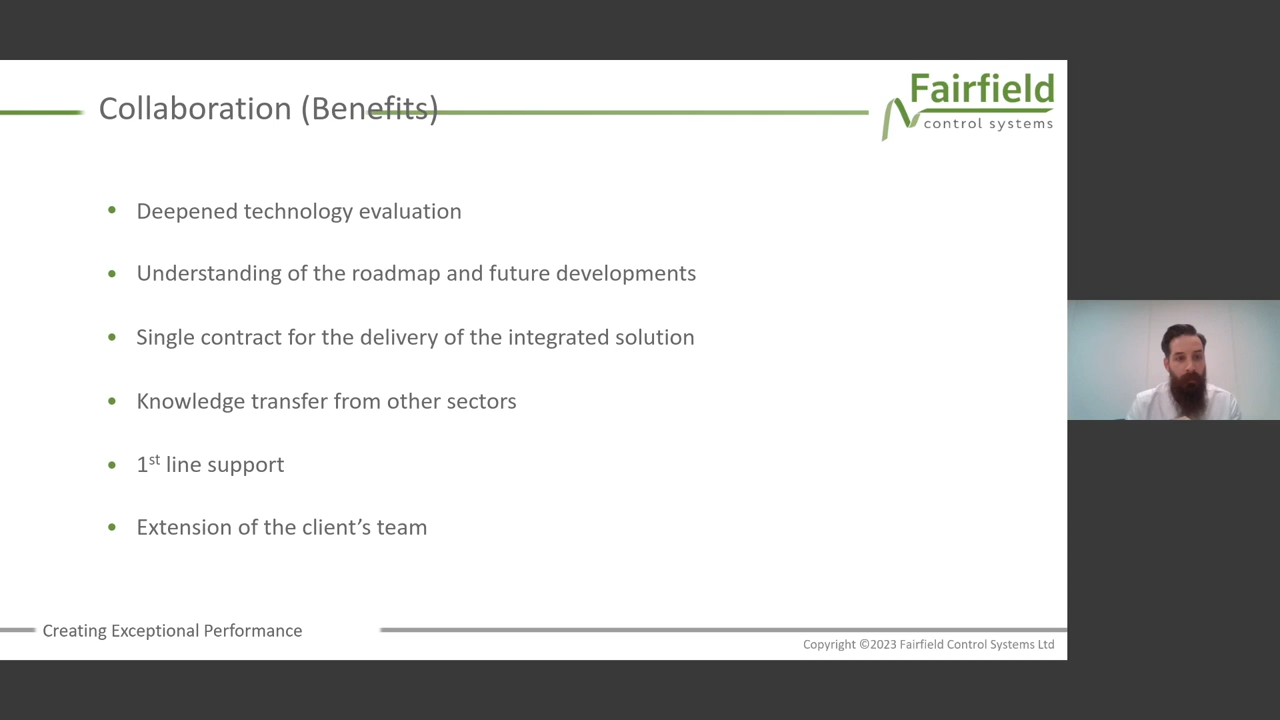 Collaboration (Benefits)
Fairfield
control systems
• Deepened technology evaluation
• Understanding of the roadmap and future developments
• Single contract for the delivery of the integrated solution
• Knowledge transfer from other sectors
• 1st line support
• Extension of the client’s team
Creating Exceptional Performance
Copyright ©2023 Fairfield Control Systems Ltd